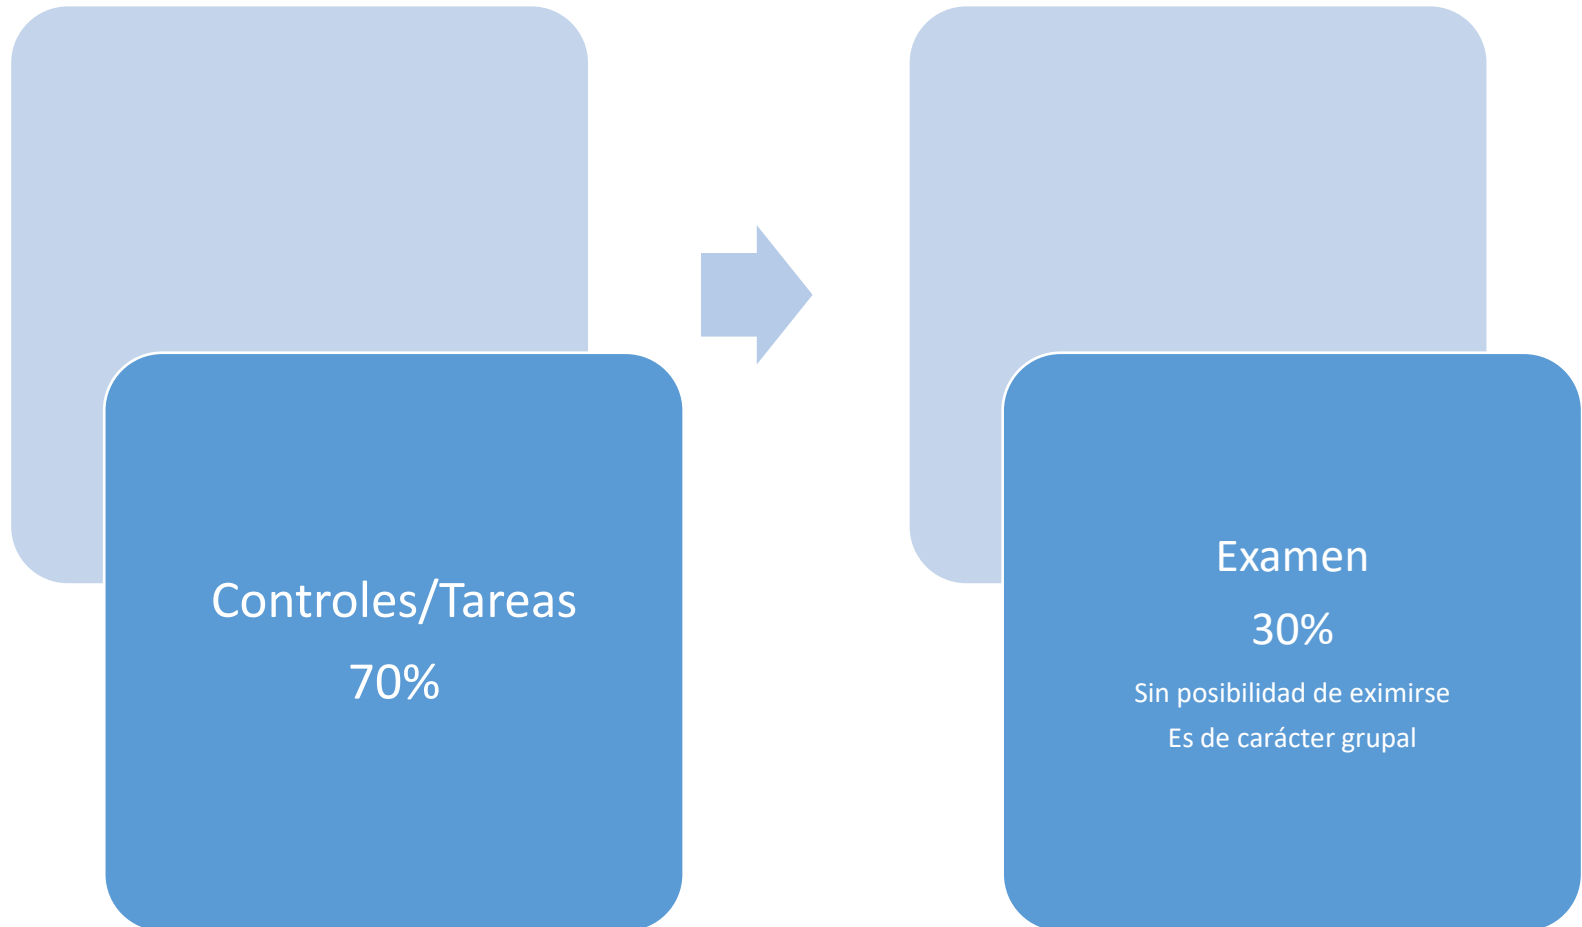 Controles/Tareas
70%
Examen
30%
Sin posibilidad de eximirse
Es de carácter grupal